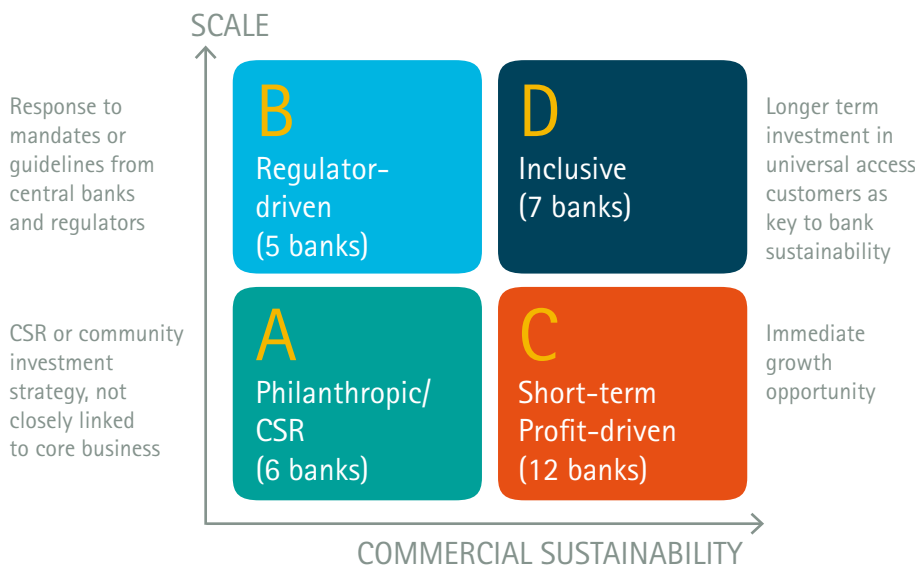 SCALE
Response to
mandates or
guidelines from
central banks
and regulators
B
Regulator-
driven
(5 banks)
D
Inclusive
(7 banks)
Longer term
investment in
universal access
customers as
key to bank
sustainability
CSR or community
investment
strategy, not
closely linked
to core business
A
Philanthropic/
CSR
(6 banks)
C
Short-term
Profit-driven
(12 banks)
Immediate
growth
opportunity
COMMERCIAL SUSTAINABILITY